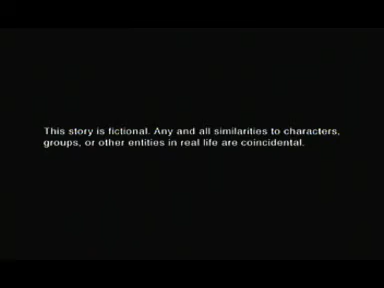 This story is fictional. Any and all similarities to characters,
groups, or other entities in real life are coincidental.